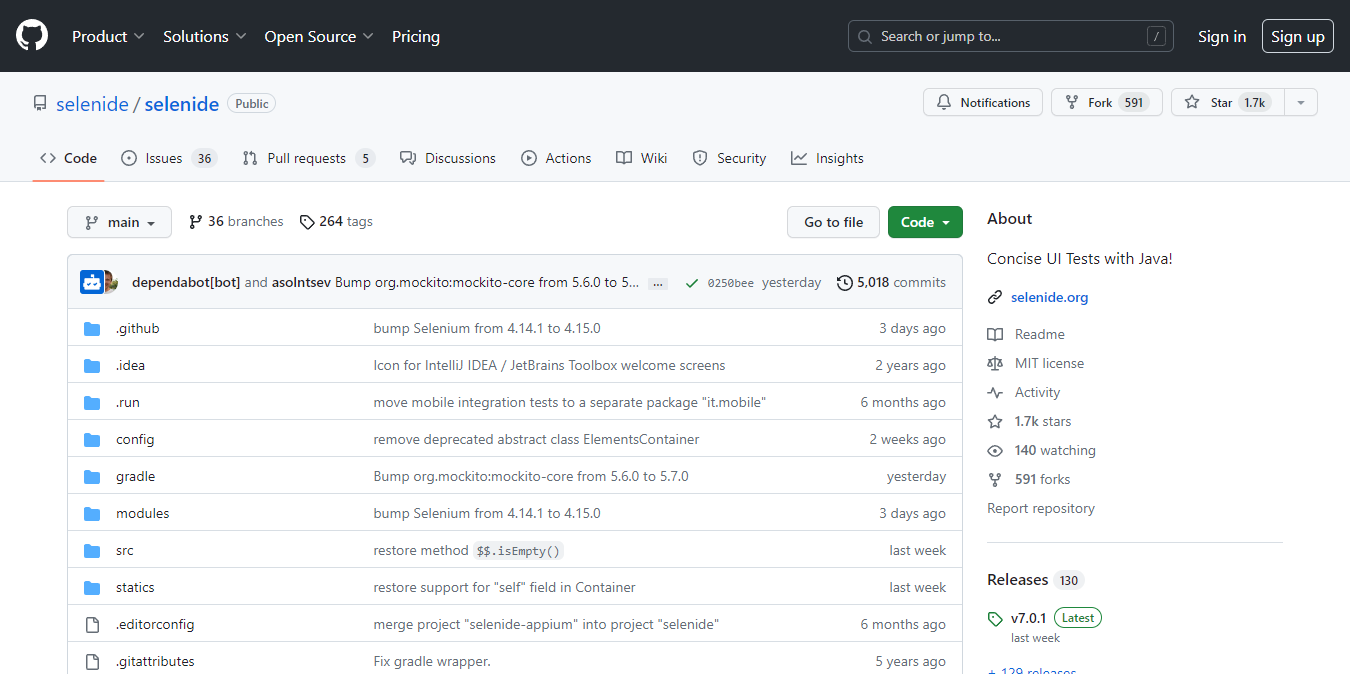 Product Solutions Open Source Pricing Search or jump to... / Sign in Sign up
selenide / selenide Public Notifications Fork 591 Star 1.7k
Code Issues 36 Pull requests 5 Discussions Actions Wiki Security Insights
main 36 branches 264 tags Go to file Code
dependabot[bot] and asolntsev Bump org.mockito:mockito-core from 5.6.0 to 5... ... 0250bee yesterday 5,018 commits
.github bump Selenium from 4.14.1 to 4.15.0 3 days ago
.idea Icon for IntelliJ IDEA / JetBrains Toolbox welcome screens 2 years ago
.run move mobile integration tests to a separate package "it.mobile" 6 months ago
config remove deprecated abstract class ElementsContainer 2 weeks ago
gradle Bump org.mockito:mockito-core from 5.6.0 to 5.7.0 yesterday
modules bump Selenium from 4.14.1 to 4.15.0 3 days ago
src restore method $$.isEmpty() last week
statics restore support for "self" field in Container last week
.editorconfig merge project "selenide-appium" into project "selenide" 6 months ago
.gitattributes Fix gradle wrapper. 5 years ago
About
Concise UI Tests with Java!
selenide.org
Readme
MIT license
Activity
1.7k stars
140 watching
591 forks
Report repository
Releases 130
v7.0.1 Latest
last week
+ 129 releases